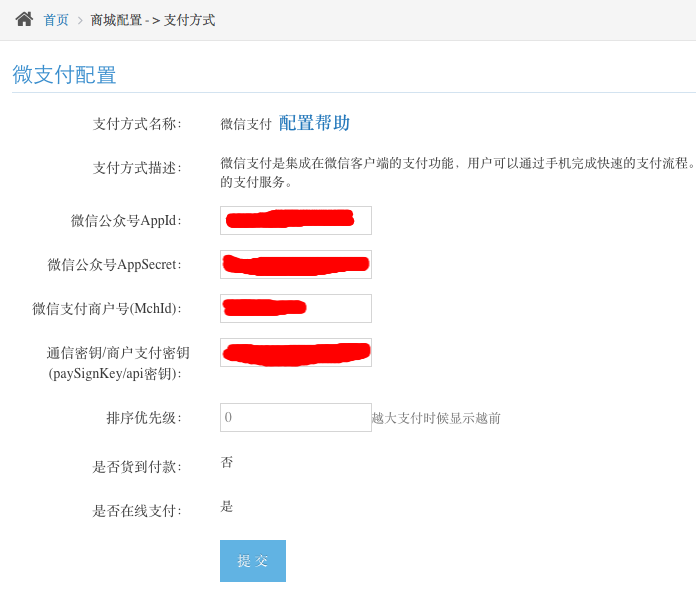 首页 > 商城配置 - > 支付方式
微支付配置
支付方式名称: 微信支付 配置帮助
支付方式描述: 微信支付是集成在微信客户端的支付功能，用户可以通过手机完成快速的支付流程。
的支付服务。
微信公众号AppId:
微信公众号AppSecret:
微信支付商户号(MchId):
通信密钥/商户支付密钥
(paySignKey/api密钥):
排序优先级: 0 越大支付时候显示越前
是否货到付款: 否
是否在线支付: 是
提 交